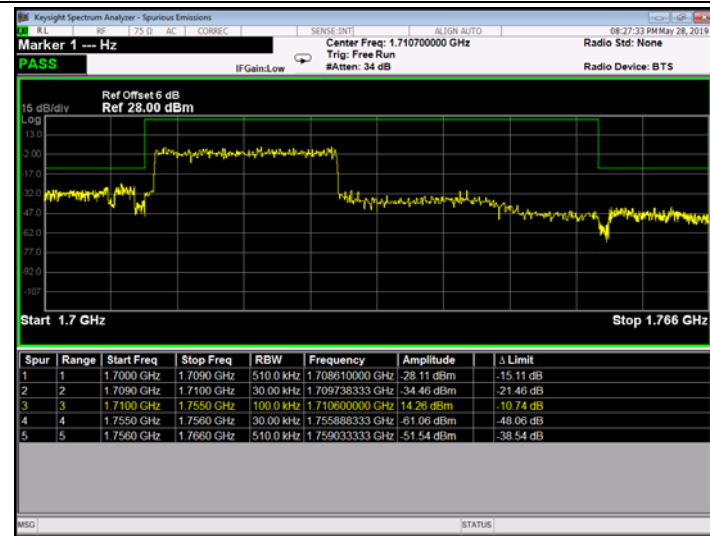 Keysight Spectrum Analyzer - Spurious Emissions
RL RF 75 Ω AC CORREC SENSE:INT ALIGN AUTO 08:27:33 PM May 28, 2019
Marker 1 --- Hz
Center Freq: 1.710700000 GHz
Radio Std: None
Trig: Free Run
PASS
IFGain:Low
#Atten: 34 dB
Radio Device: BTS
Ref Offset 6 dB
15 dB/div Ref 28.00 dBm
Log
13.0
-2.00
-17.0
-32.0
-47.0
-62.0
-77.0
-92.0
-107
Start 1.7 GHz Stop 1.766 GHz
Spur Range Start Freq Stop Freq RBW Frequency Amplitude Δ Limit
1 1 1.7000 GHz 1.7090 GHz 510.0 kHz 1.708610000 GHz -28.11 dBm -15.11 dB
2 2 1.7090 GHz 1.7100 GHz 30.00 kHz 1.709738333 GHz -34.46 dBm -21.46 dB
3 3 1.7100 GHz 1.7550 GHz 100.0 kHz 1.710600000 GHz 14.26 dBm -10.74 dB
4 4 1.7550 GHz 1.7560 GHz 30.00 kHz 1.755888333 GHz -61.06 dBm -48.06 dB
5 5 1.7560 GHz 1.7660 GHz 510.0 kHz 1.759033333 GHz -51.54 dBm -38.54 dB
MSG STATUS